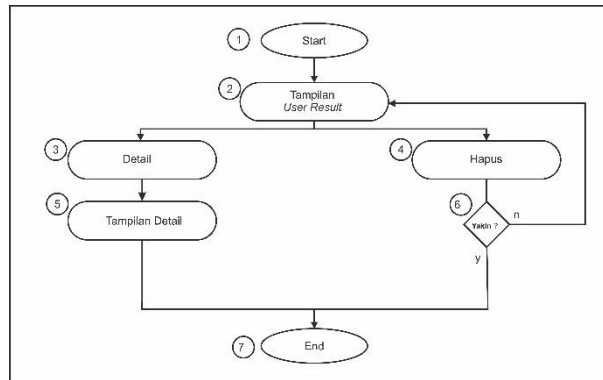 1
Start
2
Tampilan
User Result
3
Detail
4
Hapus
5
Tampilan Detail
6
Yakin ?
n
y
7
End